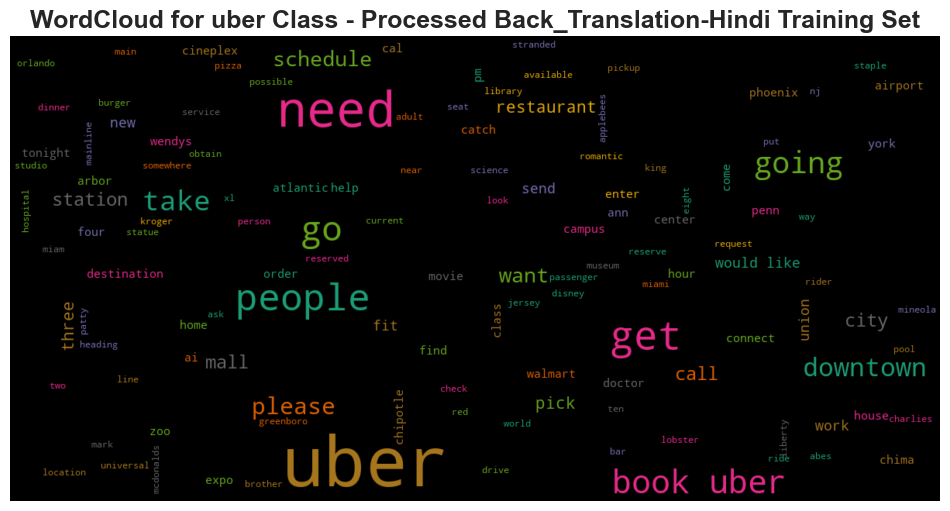 WordCloud for uber Class - Processed Back_Translation-Hindi Training Set
stranded
main
cineplex
cal
schedule
orlando
pizza
pm
available
pickup
staple
possible
library
phoenix
nj
airport
dinner
burger
need
seat
restaurant
applebees
service
adult
new
catch
put
york
mainline
wendys
tonight
obtain
romantic
going
studio
somewhere
near
science
king
come
arbor
atlantic
help
send
enter
eight
hospital
station
take
xl
look
ann
center
penn
way
kroger
person
current
statue
go
campus
four
request
miam
reserved
reserve
would like
destination
order
movie
want
passenger
museum
hour
miami
rider
people
disney
jersey
three
patty
ask
home
fit
class
union
city
mineola
heading
get
connect
find
pool
ai
mall
line
walmart
call
downtown
two
check
doctor
please
chipotle
red
pick
ten
greenboro
world
house
charlies
zoo
work
liberty
lobster
mark
uber
bar
mcdonalds
universal
location
drive
ride
abes
chima
expo
brother
book uber